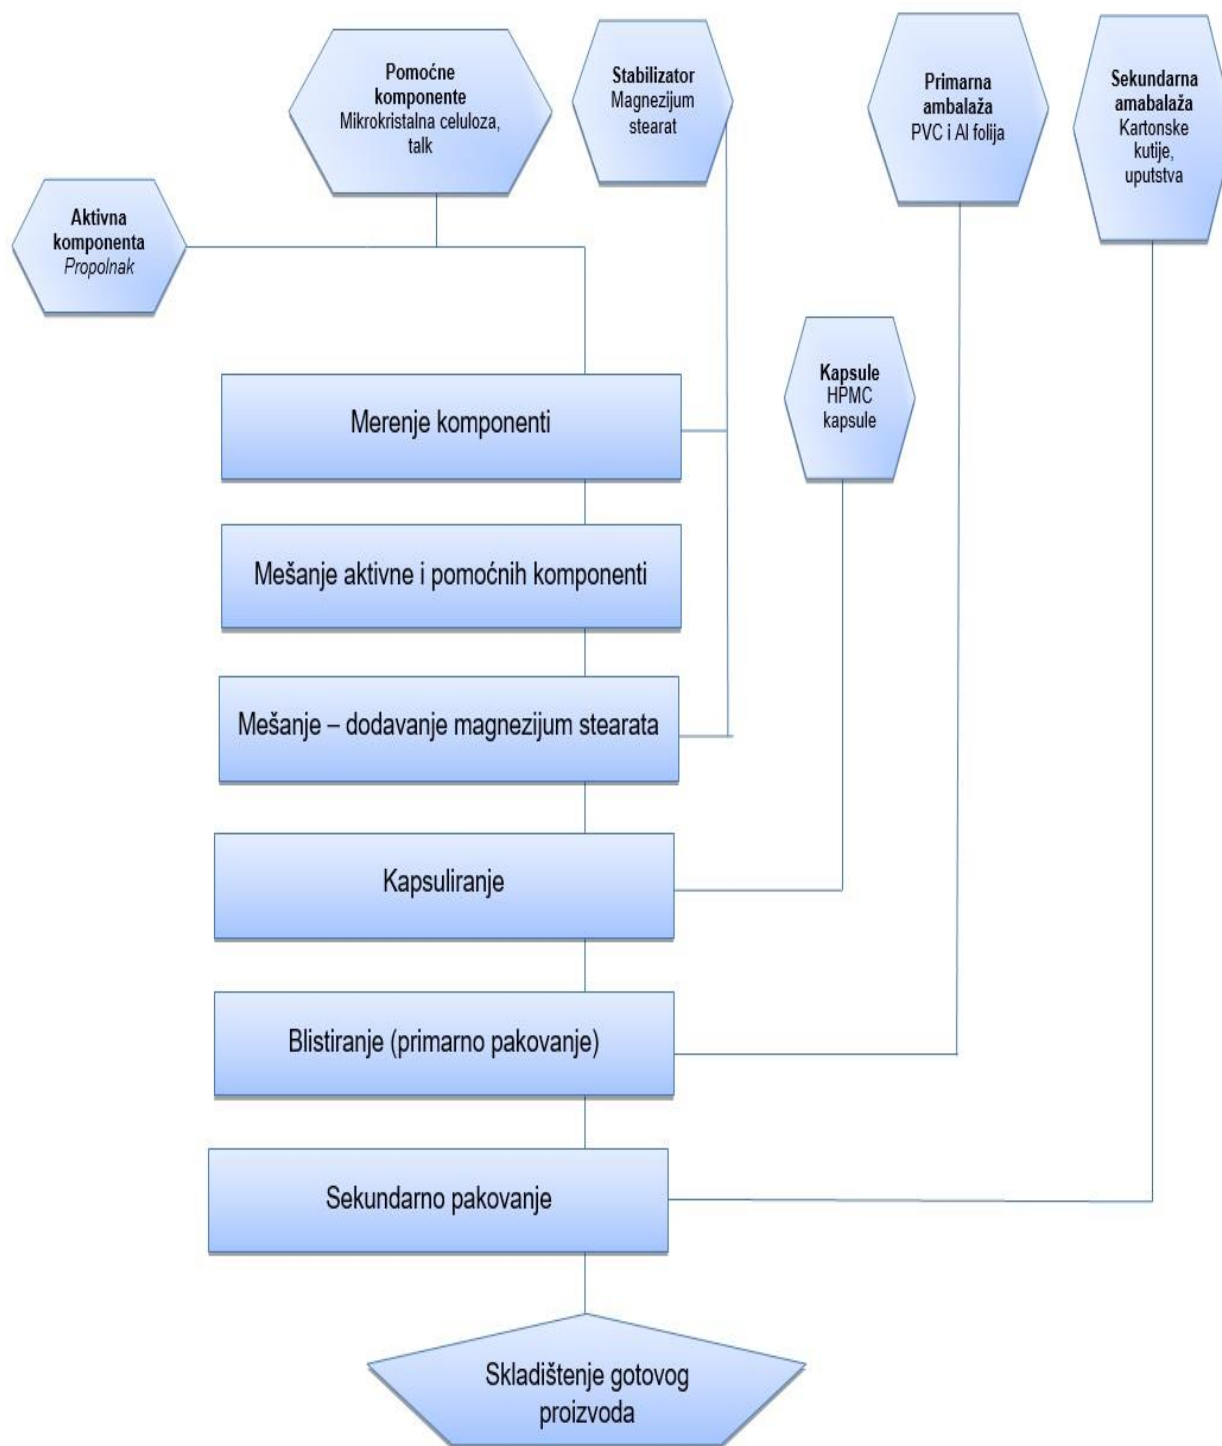 Pomoćne
komponente
Mikrokristalna celuloza,
talk
Stabilizator
Magnezijum
stearat
Primarna
ambalaža
PVC i Al folija
Sekundarna
amabalaža
Kartonske
kutije,
uputstva
Aktivna
komponenta
Propolnak
Kapsule
HPMC
kapsule
Merenje komponenti
Mešanje aktivne i pomoćnih komponenti
Mešanje – dodavanje magnezijum stearata
Kapsuliranje
Blistiranje (primarno pakovanje)
Sekundarno pakovanje
Skladištenje gotovog
proizvoda